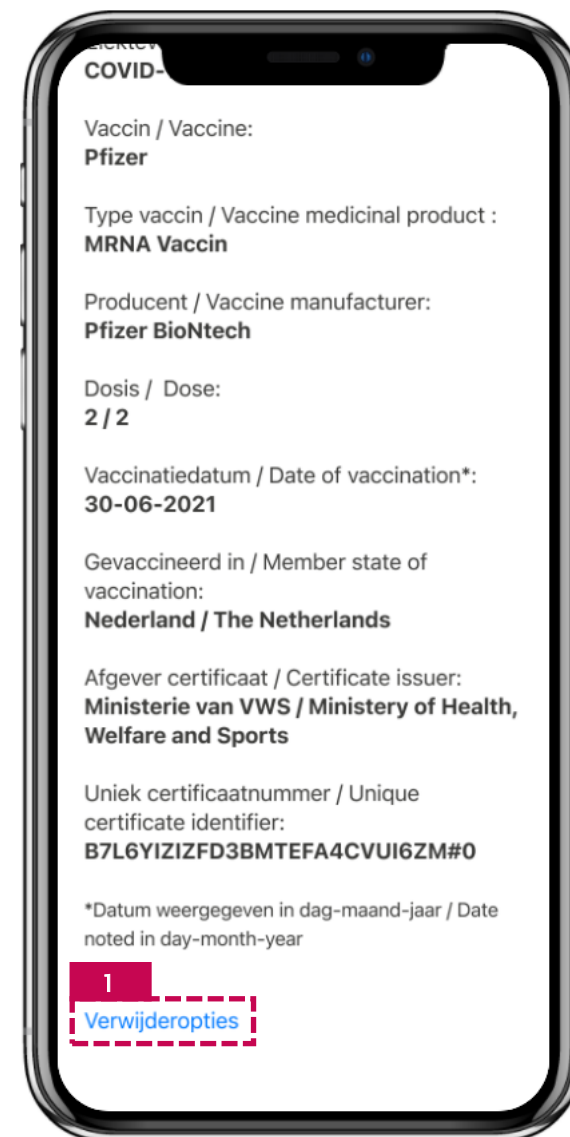 COVID-
Vaccin / Vaccine:
Pfizer
Type vaccin / Vaccine medicinal product :
MRNA Vaccin
Producent / Vaccine manufacturer:
Pfizer BioNtech
Dosis /  Dose:
2 / 2
Vaccinatiedatum / Date of vaccination*:
30-06-2021
Gevaccineerd in / Member state of
vaccination:
Nederland / The Netherlands
Afgever certificaat / Certificate issuer:
Ministerie van VWS / Ministery of Health,
Welfare and Sports
Uniek certificaatnummer / Unique
certificate identifier:
B7L6YIZIZFD3BMTEFA4CVUI6ZM#0
*Datum weergegeven in dag-maand-jaar / Date
noted in day-month-year
1
Verwijderopties